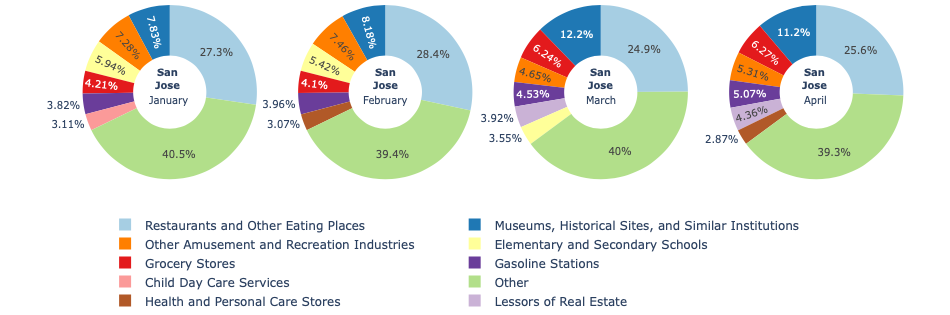 7.83%
27.3%
7.28%
5.94%
4.21%
3.82%
3.11%
40.5%
San
Jose
January
8.18%
28.4%
7.46%
5.42%
4.1%
3.96%
3.07%
39.4%
San
Jose
February
12.2%
24.9%
6.24%
4.65%
4.53%
3.92%
3.55%
40%
San
Jose
March
11.2%
25.6%
6.27%
5.31%
5.07%
4.36%
2.87%
39.3%
San
Jose
April
Restaurants and Other Eating Places
Museums, Historical Sites, and Similar Institutions
Other Amusement and Recreation Industries
Elementary and Secondary Schools
Grocery Stores
Gasoline Stations
Child Day Care Services
Other
Health and Personal Care Stores
Lessors of Real Estate